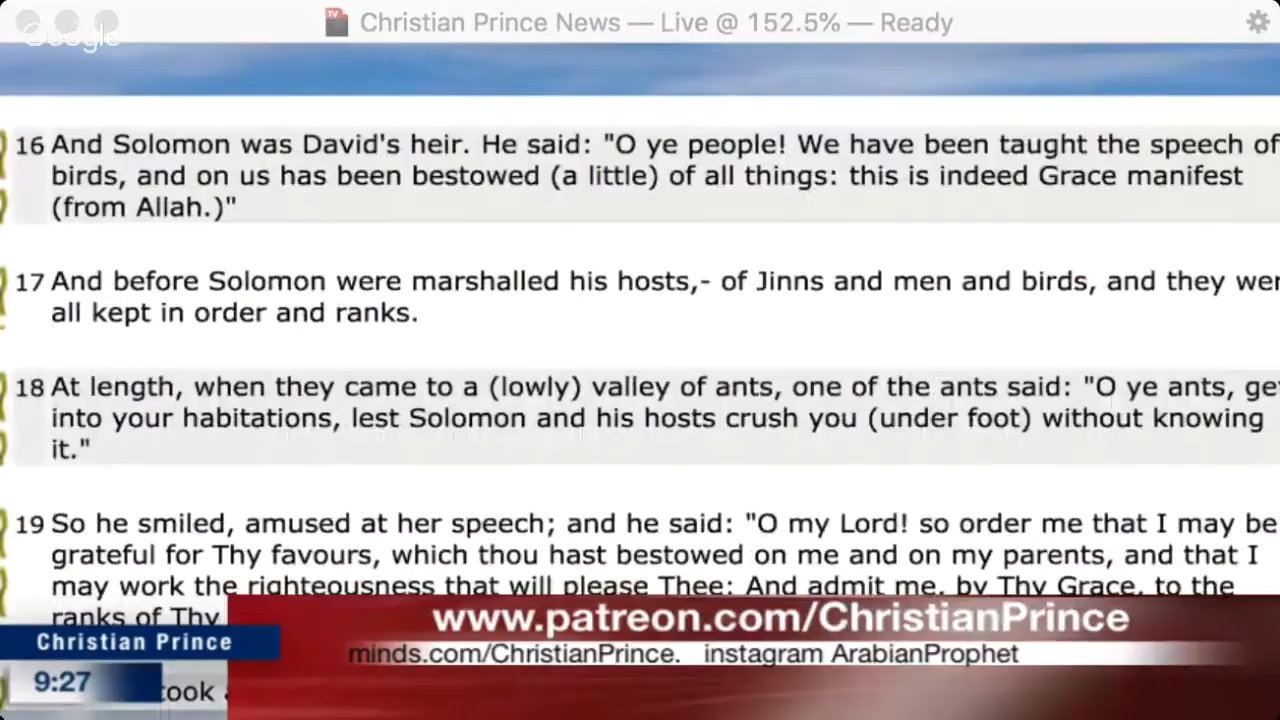 Christian Prince News — Live @ 152.5% — Ready
Google
16 And Solomon was David's heir. He said: "O ye people! We have been taught the speech of
birds, and on us has been bestowed (a little) of all things: this is indeed Grace manifest
(from Allah.)"
17 And before Solomon were marshalled his hosts,- of Jinns and men and birds, and they wer
all kept in order and ranks.
18 At length, when they came to a (lowly) valley of ants, one of the ants said: "O ye ants, ge
into your habitations, lest Solomon and his hosts crush you (under foot) without knowing
it."
19 So he smiled, amused at her speech; and he said: "O my Lord! so order me that I may be
grateful for Thy favours, which thou hast bestowed on me and on my parents, and that I
may work the righteousness that will please Thee: And admit me, by Thy Grace, to the
ranks of Thy
www.patreon.com/ChristianPrince
Christian Prince
minds.com/ChristianPrince. instagram ArabianProphet
9:27
took